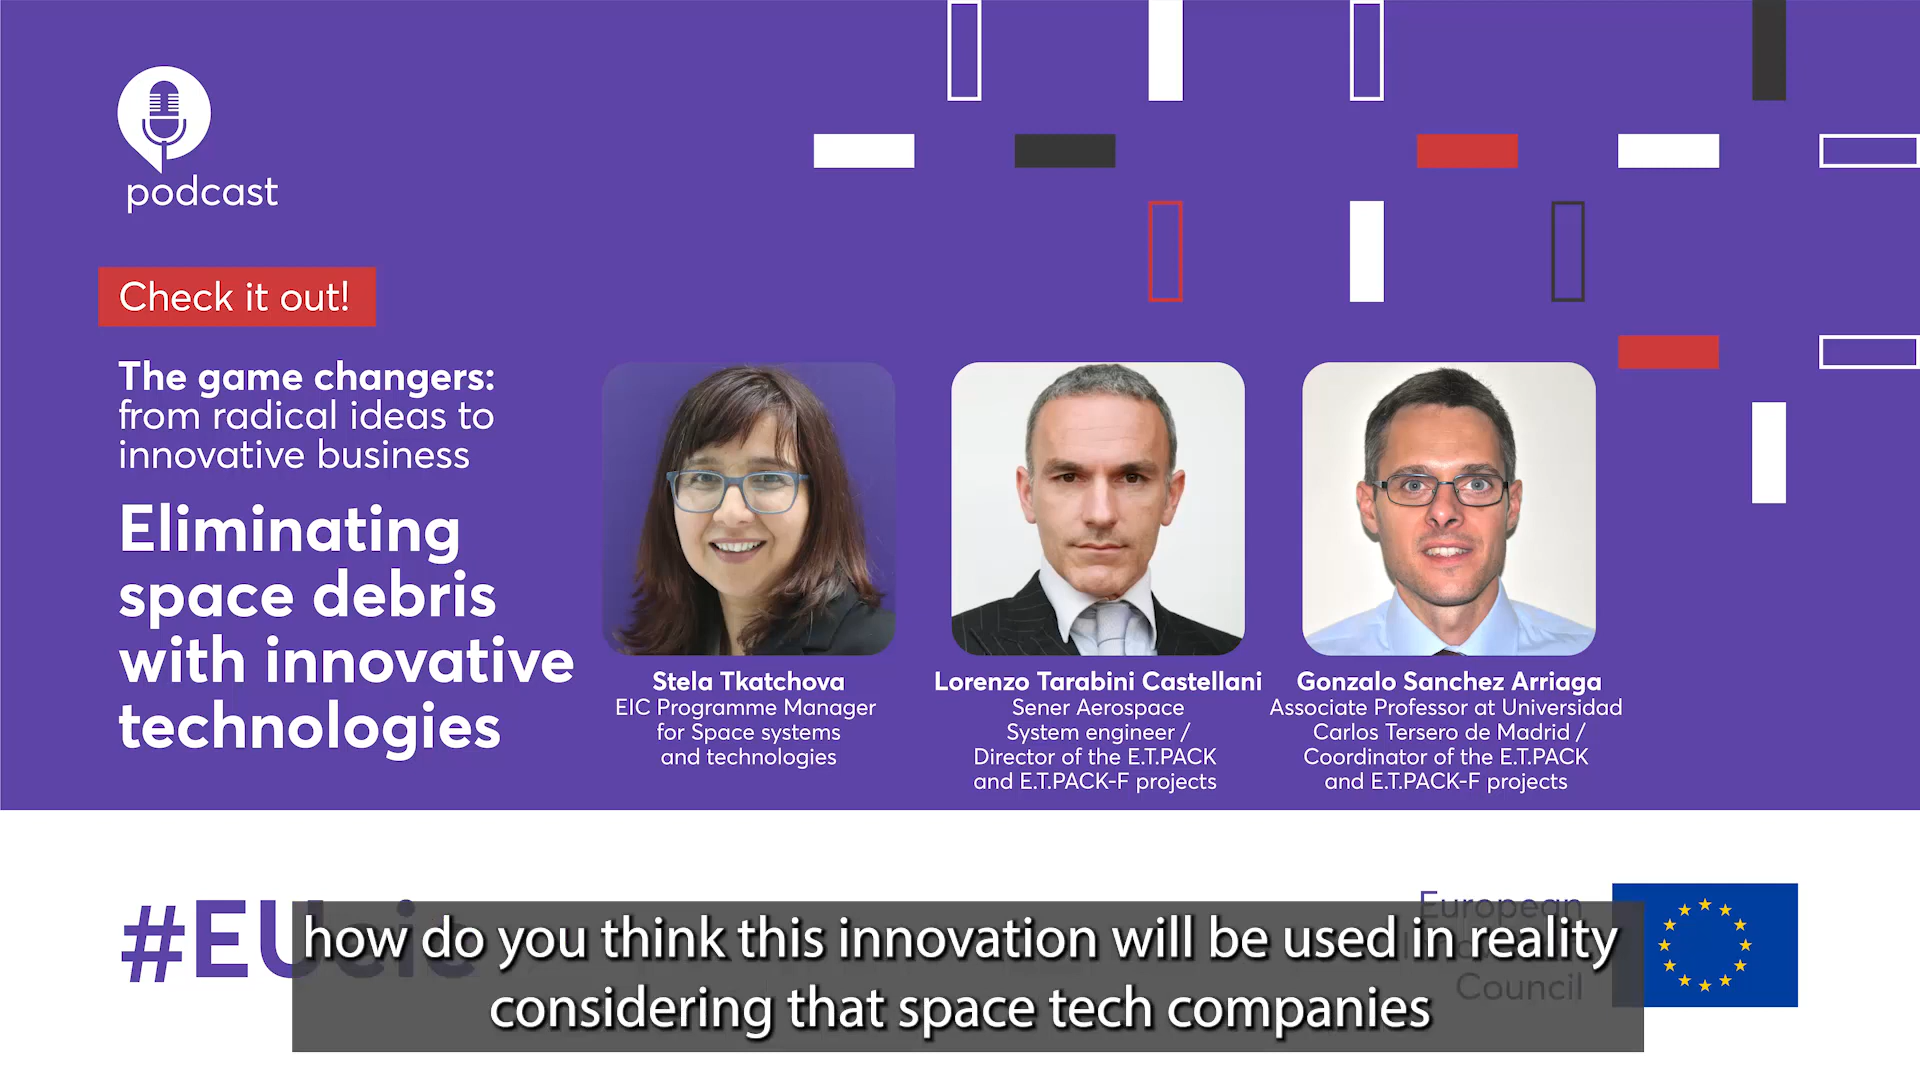 podcast
Check it out!
The game changers:
from radical ideas to
innovative business
Eliminating
space debris
with innovative
technologies
Stela Tkatchova
EIC Programme Manager
for Space systems
and technologies
Lorenzo Tarabini Castellani
Sener Aerospace
System engineer /
Director of the E.T.PACK
and E.T.PACK-F projects
Gonzalo Sanchez Arriaga
Associate Professor at Universidad
Carlos Tersero de Madrid /
Coordinator of the E.T.PACK
and E.T.PACK-F projects
#EUeic
European
Council
how do you think this innovation will be used in reality
considering that space tech companies